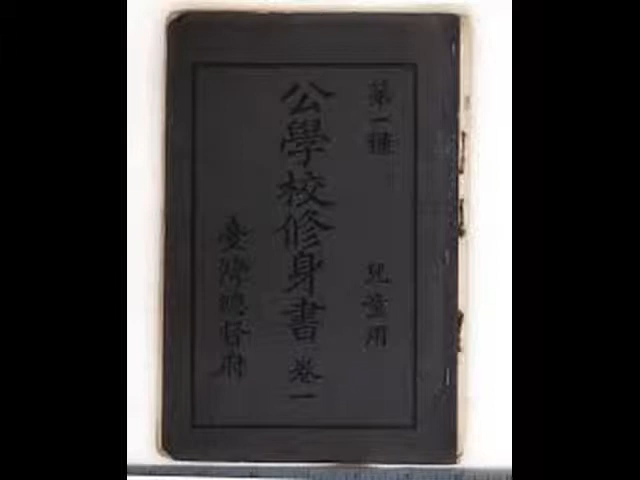 第一種 兒童用
公學校修身書 卷一
臺灣總督府